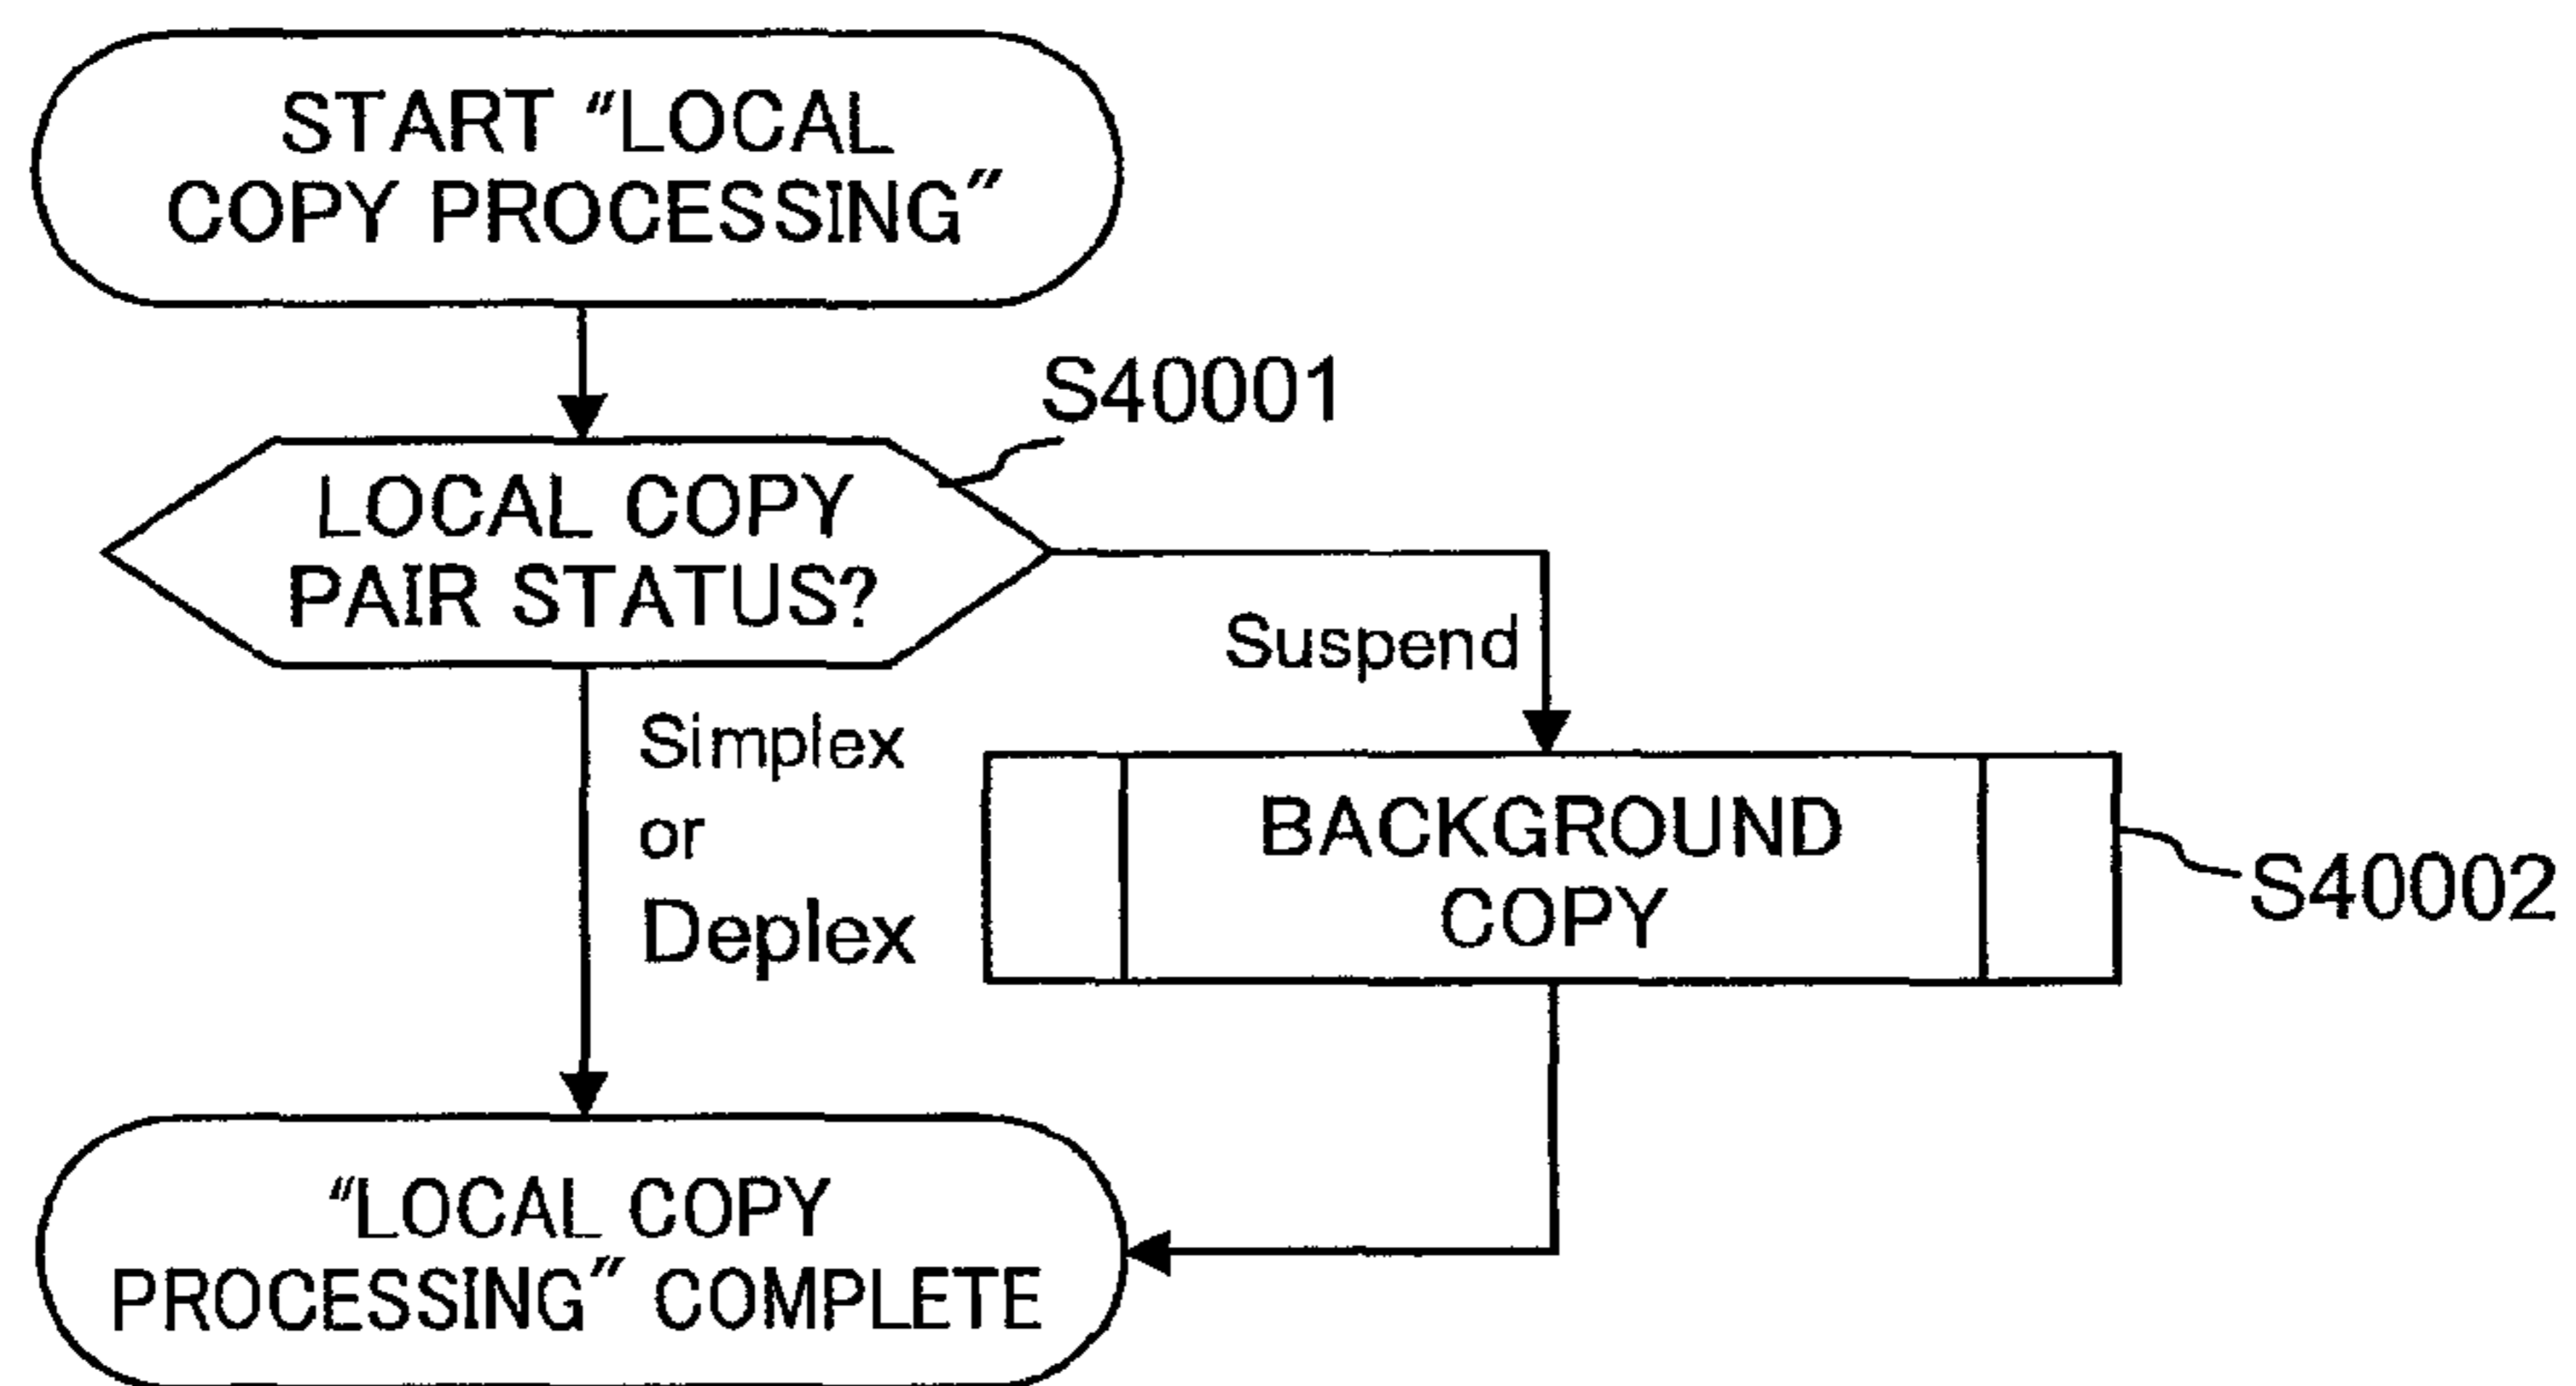 START “LOCAL
COPY PROCESSING”
S40001
LOCAL COPY
PAIR STATUS?
Suspend
Simplex
or
Deplex
BACKGROUND
COPY
S40002
“LOCAL COPY
PROCESSING” COMPLETE